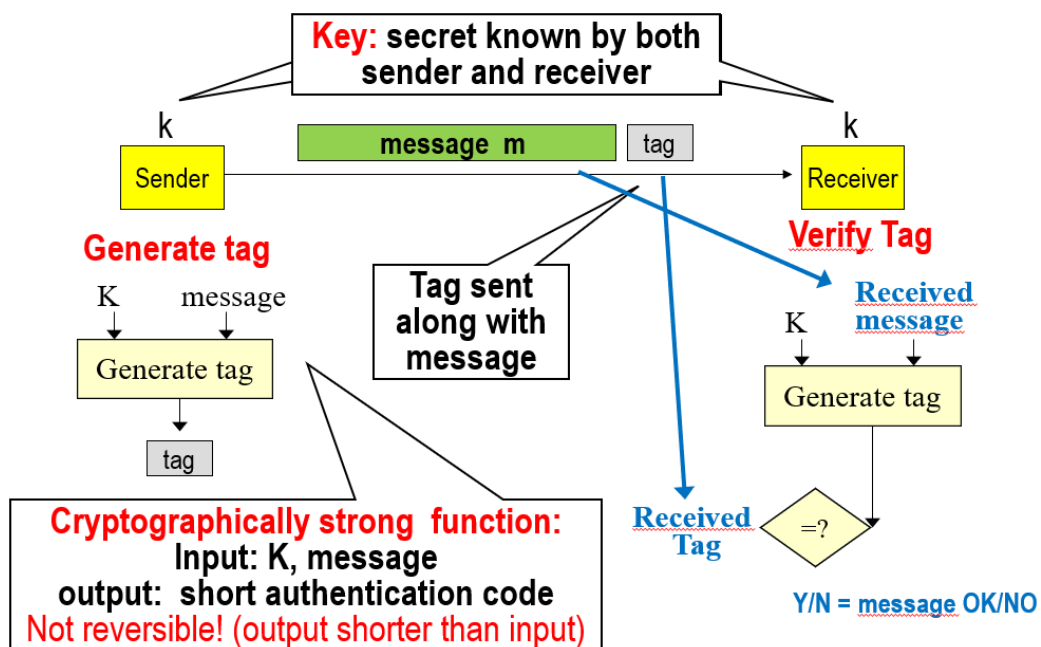 Key: secret known by both
sender and receiver
k
k
message m
tag
Sender
Receiver
Generate tag
Verify Tag
K
message
Generate tag
tag
Tag sent
along with
message
Received
message
K
Generate tag
Received
Tag
=?
Cryptographically strong function:
Input: K, message
output: short authentication code
Not reversible! (output shorter than input)
Y/N = message OK/NO